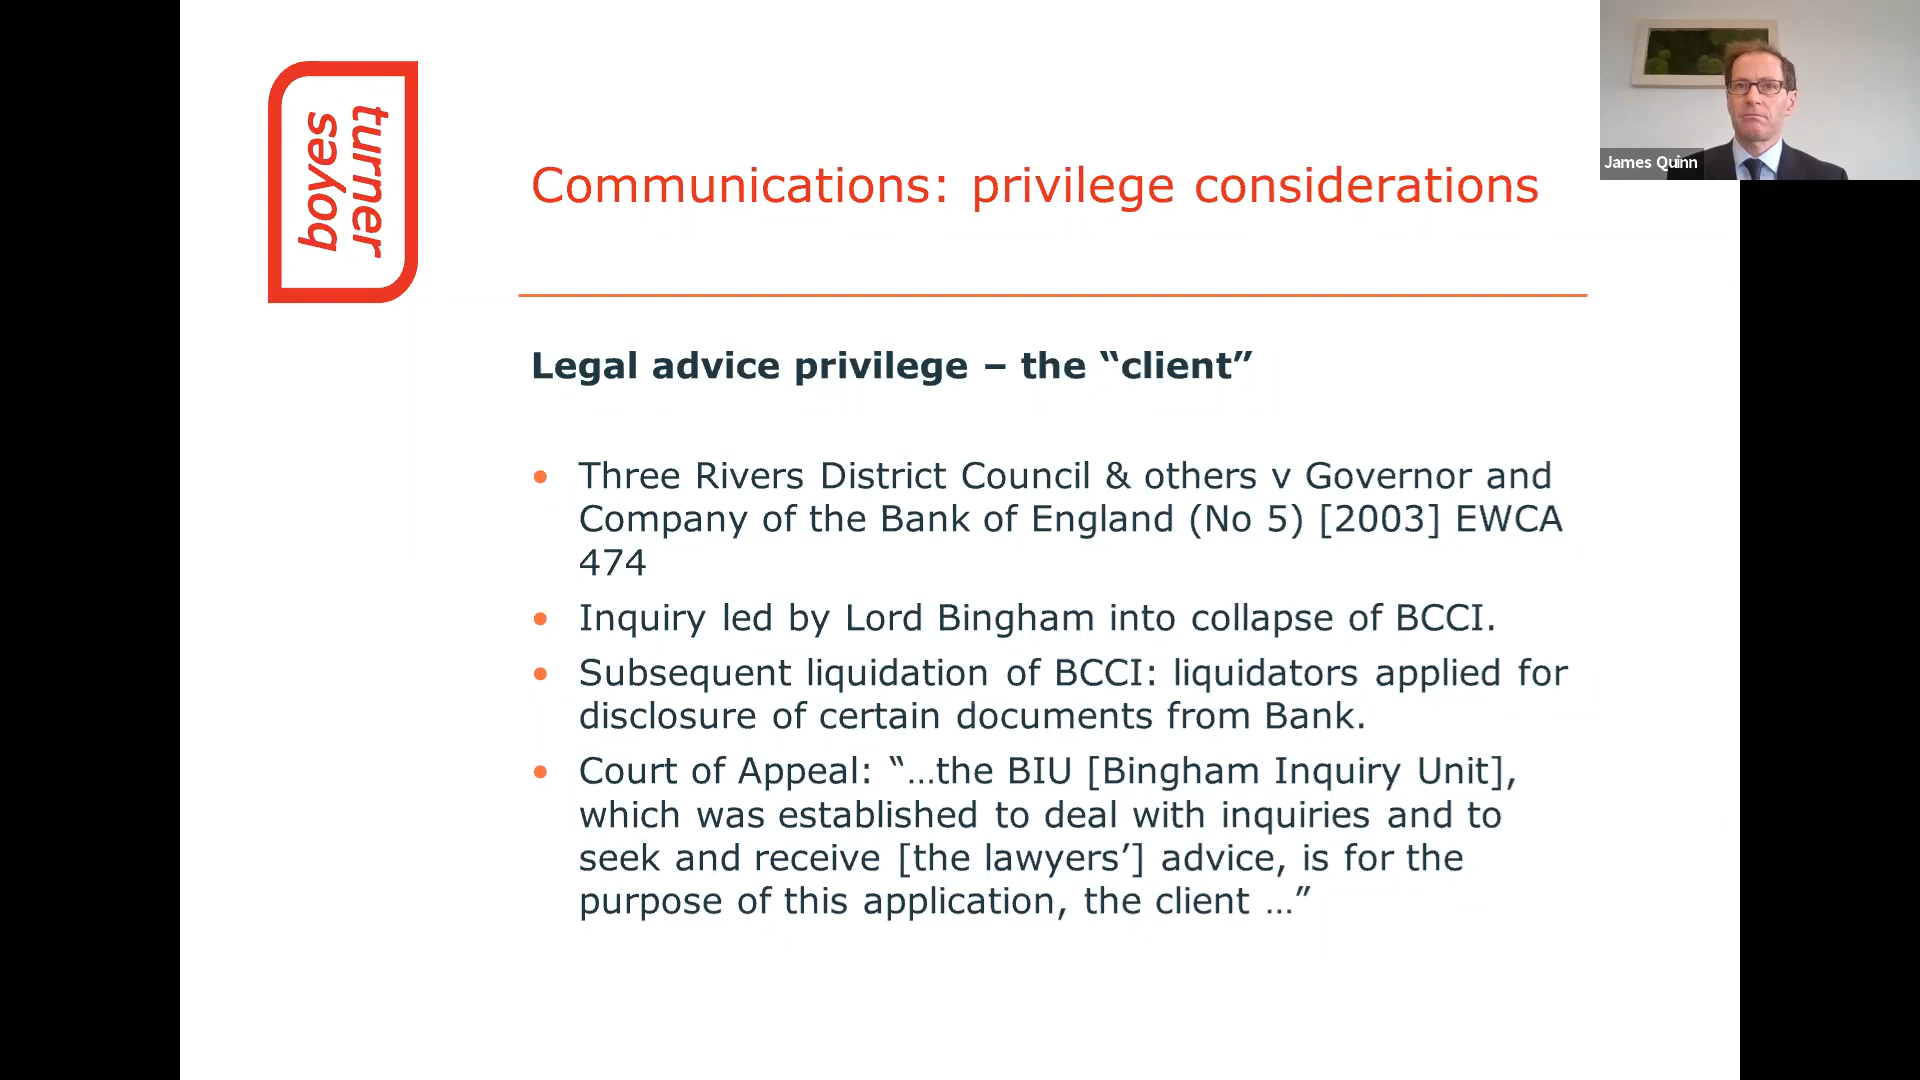 boyes
turner
James Quinn
Communications: privilege considerations
Legal advice privilege – the “client”
• Three Rivers District Council & others v Governor and
Company of the Bank of England (No 5) [2003] EWCA
474
• Inquiry led by Lord Bingham into collapse of BCCI.
• Subsequent liquidation of BCCI: liquidators applied for
disclosure of certain documents from Bank.
• Court of Appeal: “…the BIU [Bingham Inquiry Unit],
which was established to deal with inquiries and to
seek and receive [the lawyers’] advice, is for the
purpose of this application, the client …”